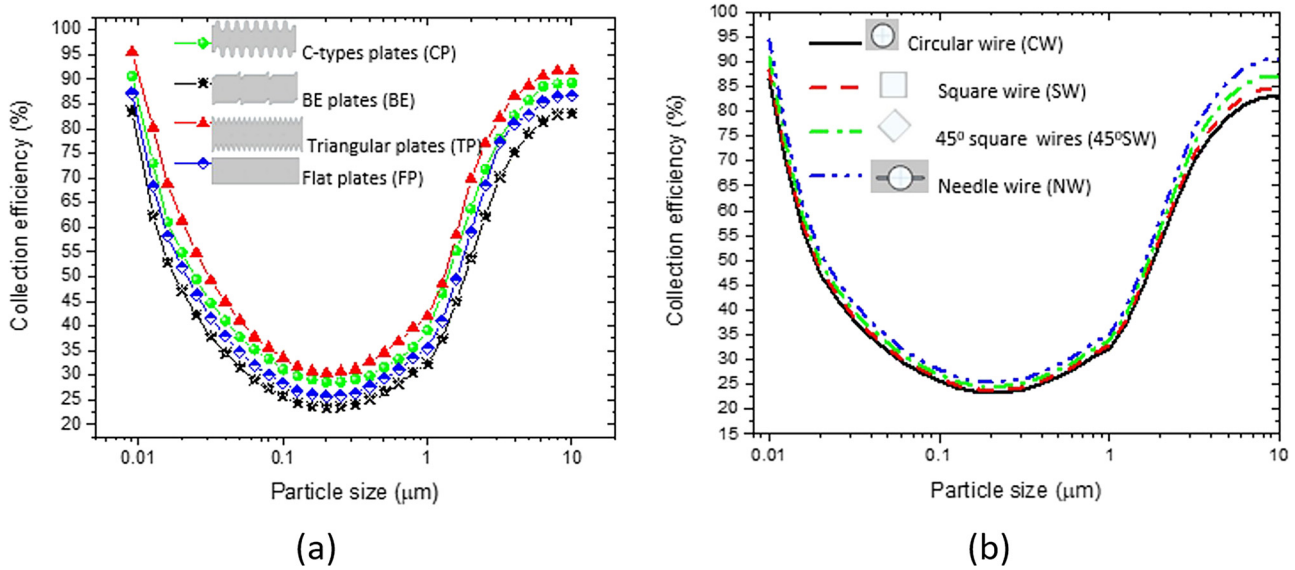 100
95
90
85
80
75
70
65
60
55
50
45
40
35
30
25
20
Collection efficiency (%)
C-types plates (CP)
BE plates (BE)
Triangular plates (TP)
Flat plates (FP)
0.01 0.1 1 10
Particle size (μm)
(a)
100
95
90
85
80
75
70
65
60
55
50
45
40
35
30
25
20
15
Collection efficiency (%)
Circular wire (CW)
Square wire (SW)
45º square wires (45ºSW)
Needle wire (NW)
0.01 0.1 1 10
Particle size (μm)
(b)